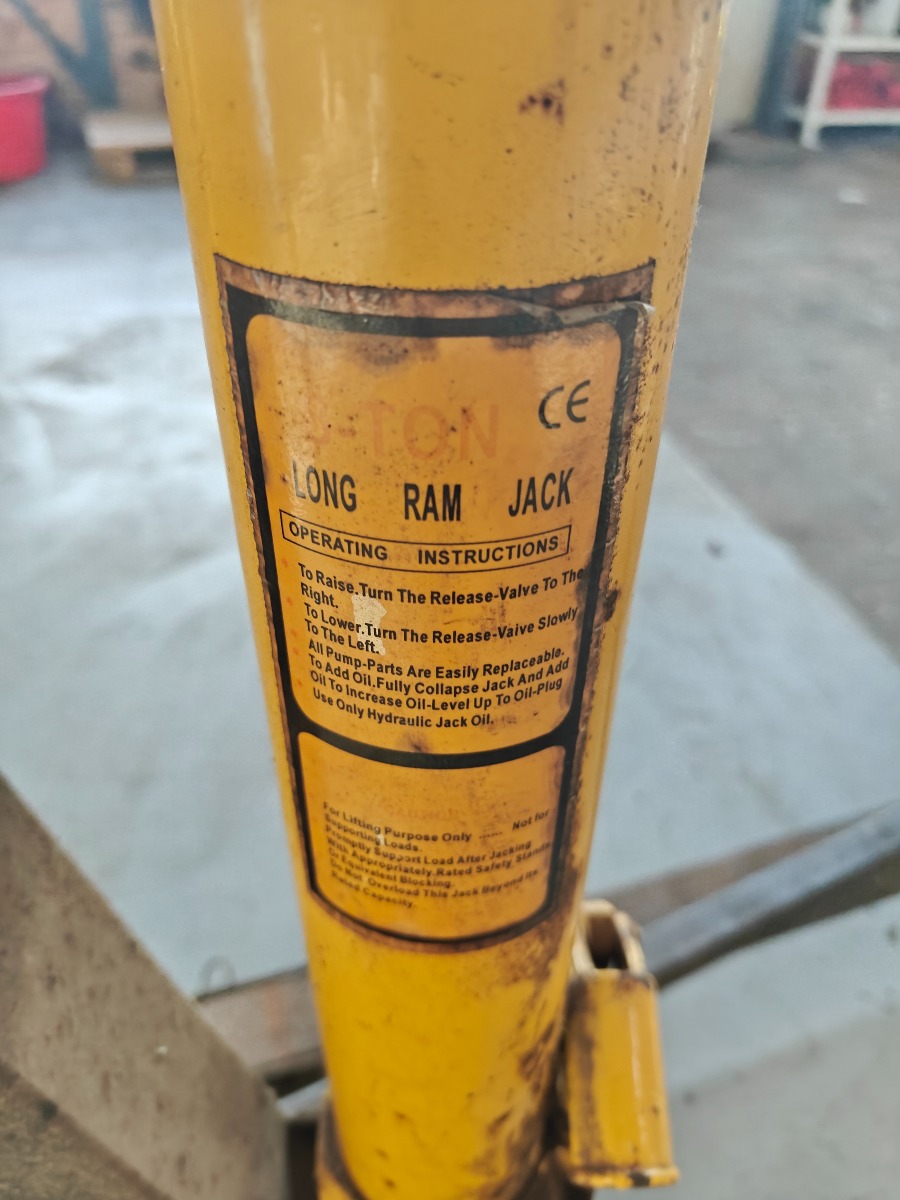 -TON
CE
LONG RAM JACK
OPERATING INSTRUCTIONS
To Raise.Turn The Release-Valve To The
Right.
To Lower.Turn The Release-Vaive Slowly
To The Left.
All Pump-Parts Are Easily Replaceable.
To Add Oil.Fully Collapse Jack And Add
Oil To Increase Oil-Level Up To Oil-Plug
Use Only Hydraulic Jack Oil.
For Lifting Purpose Only ...... Not for
Supporting Loads.
Promptly Support Load After Jacking
With Appropriately.Rated Safety Stands
Or Equivalent Blocking.
Do Not Overload This Jack Beyond Its
Rated Capacity.